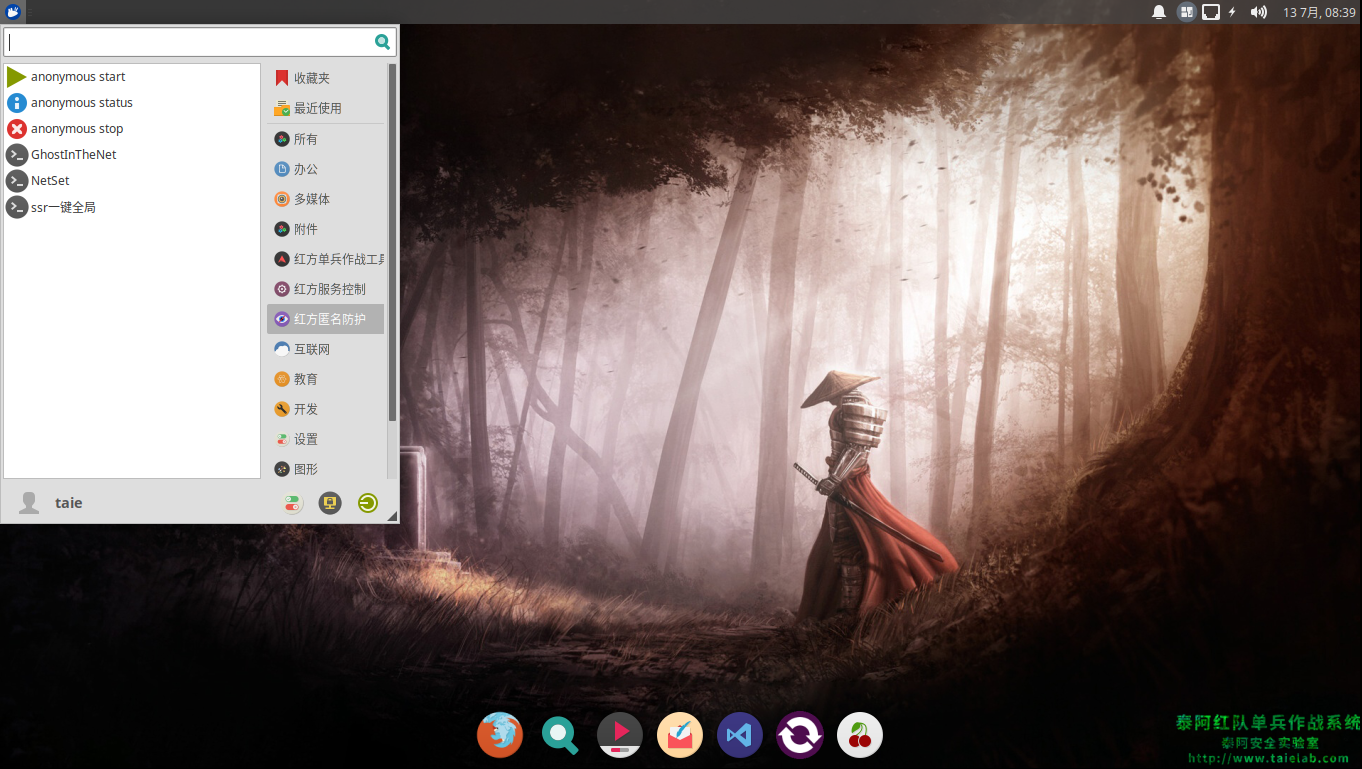 13 7月, 08:39
anonymous start
anonymous status
anonymous stop
GhostInTheNet
NetSet
ssr一键全局
收藏夹
最近使用
所有
办公
多媒体
附件
红方单兵作战工具
红方服务控制
红方匿名防护
互联网
教育
开发
设置
图形
taie
泰阿红队单兵作战系统
泰阿安全实验室
http://www.taielab.com